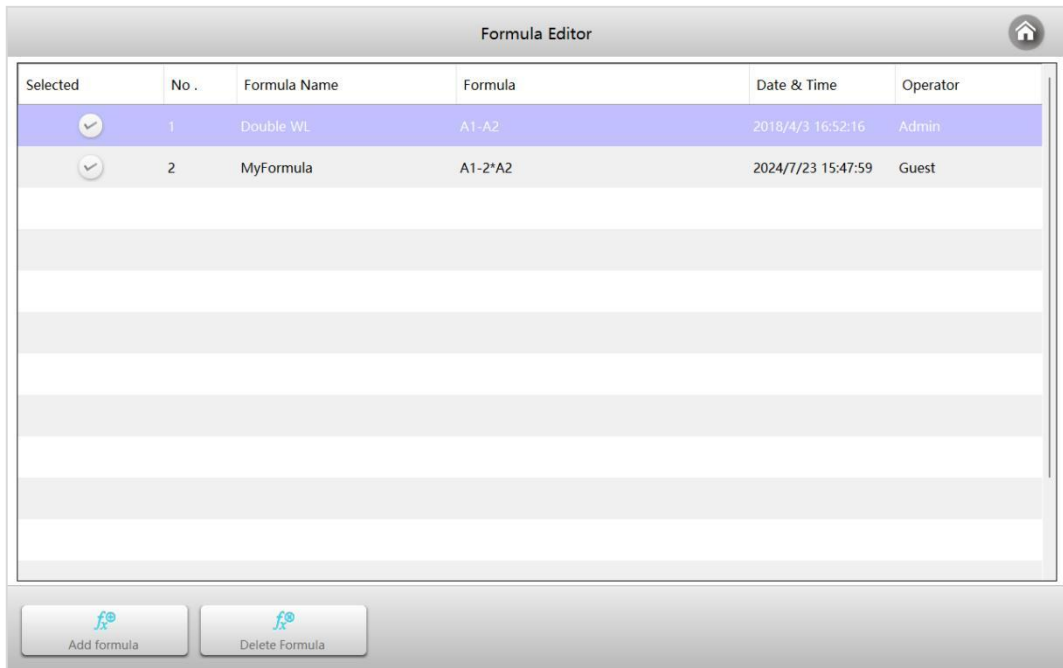 Formula Editor
Selected No . Formula Name Formula Date & Time Operator
1 Double WL A1-A2 2018/4/3 16:52:16 Admin
2 MyFormula A1-2*A2 2024/7/23 15:47:59 Guest
fx fx
Add formula Delete Formula